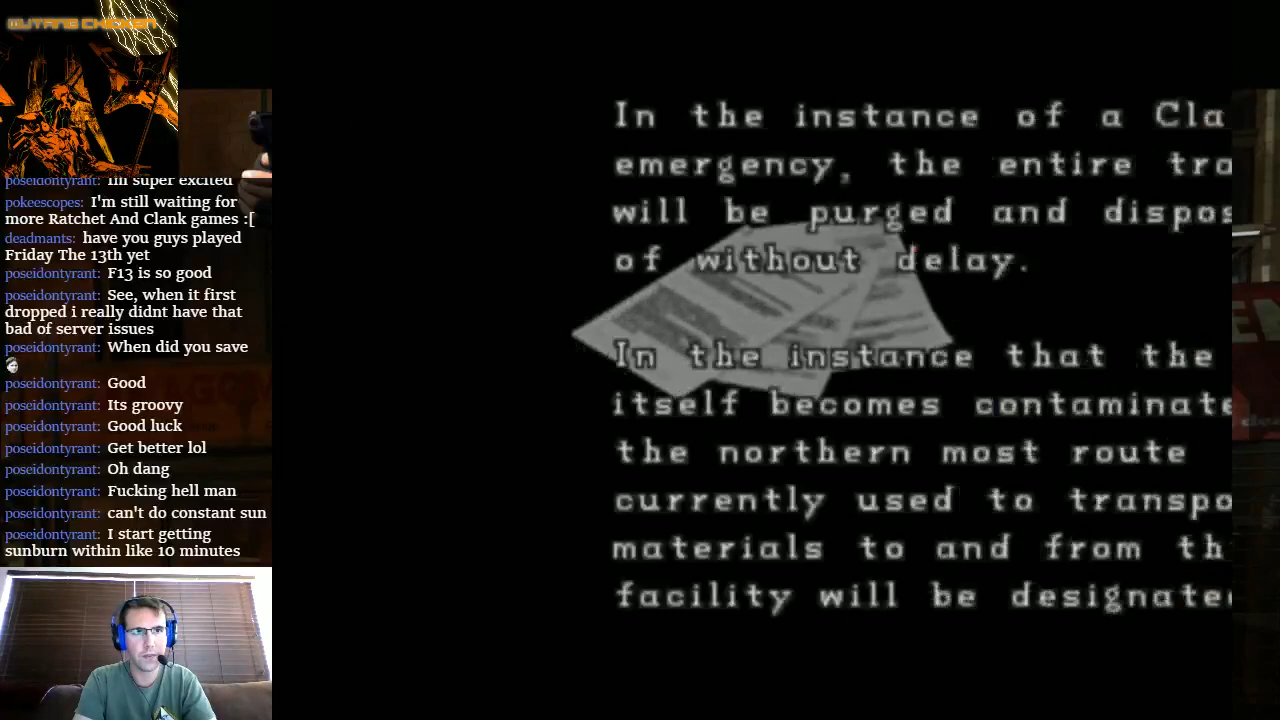 WUTANG CHICKEN
poseidontyrant: Im super excited
pokeescopes: I'm still waiting for
more Ratchet And Clank games :[
deadmants: have you guys played
Friday The 13th yet
poseidontyrant: F13 is so good
poseidontyrant: See, when it first
dropped i really didnt have that
bad of server issues
poseidontyrant: When did you save
poseidontyrant: Good
poseidontyrant: Its groovy
poseidontyrant: Good luck
poseidontyrant: Get better lol
poseidontyrant: Oh dang
poseidontyrant: Fucking hell man
poseidontyrant: can't do constant sun
poseidontyrant: I start getting
sunburn within like 10 minutes
In the instance of a Cla
emergency, the entire tra
will be purged and dispos
of without delay.
In the instance that the
itself becomes contaminate
the northern most route
currently used to transpo
materials to and from th
facility will be designate